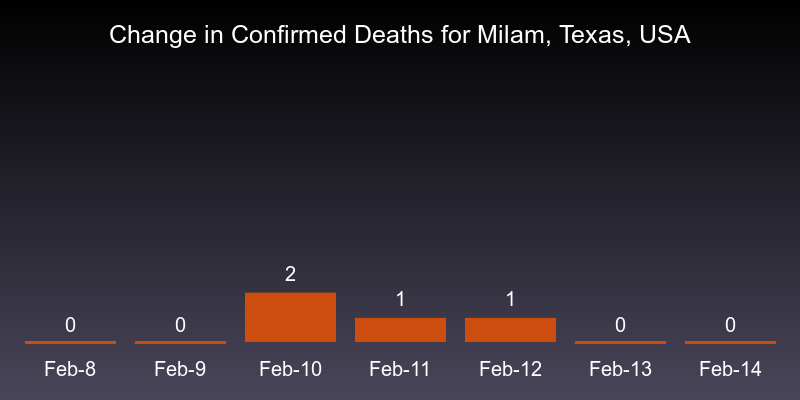 Change in Confirmed Deaths for Milam, Texas, USA
2
1 1
0 0 0 0
Feb-8 Feb-9 Feb-10 Feb-11 Feb-12 Feb-13 Feb-14